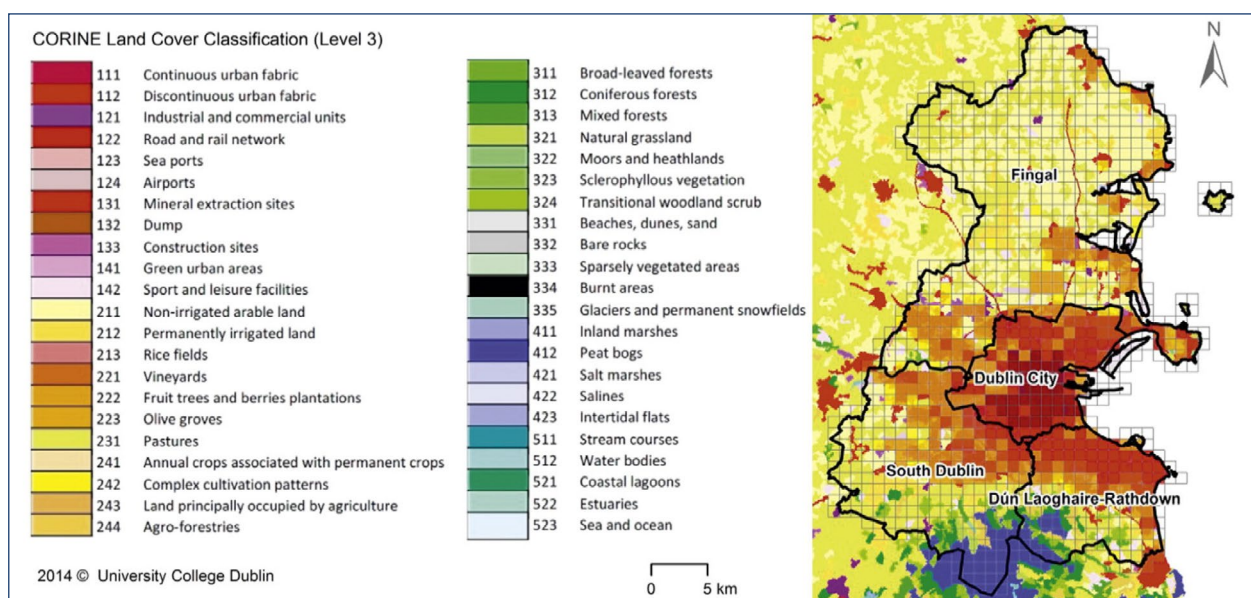 CORINE Land Cover Classification (Level 3)
111 Continuous urban fabric
112 Discontinuous urban fabric
121 Industrial and commercial units
122 Road and rail network
123 Sea ports
124 Airports
131 Mineral extraction sites
132 Dump
133 Construction sites
141 Green urban areas
142 Sport and leisure facilities
211 Non-irrigated arable land
212 Permanently irrigated land
213 Rice fields
221 Vineyards
222 Fruit trees and berries plantations
223 Olive groves
231 Pastures
241 Annual crops associated with permanent crops
242 Complex cultivation patterns
243 Land principally occupied by agriculture
244 Agro-forestries
311 Broad-leaved forests
312 Coniferous forests
313 Mixed forests
321 Natural grassland
322 Moors and heathlands
323 Sclerophyllous vegetation
324 Transitional woodland scrub
331 Beaches, dunes, sand
332 Bare rocks
333 Sparsely vegetated areas
334 Burnt areas
335 Glaciers and permanent snowfields
411 Inland marshes
412 Peat bogs
421 Salt marshes
422 Salines
423 Intertidal flats
511 Stream courses
512 Water bodies
521 Coastal lagoons
522 Estuaries
523 Sea and ocean
2014 © University College Dublin
0 5 km
N
Fingal
Dublin City
South Dublin
Dún Laoghaire-Rathdown